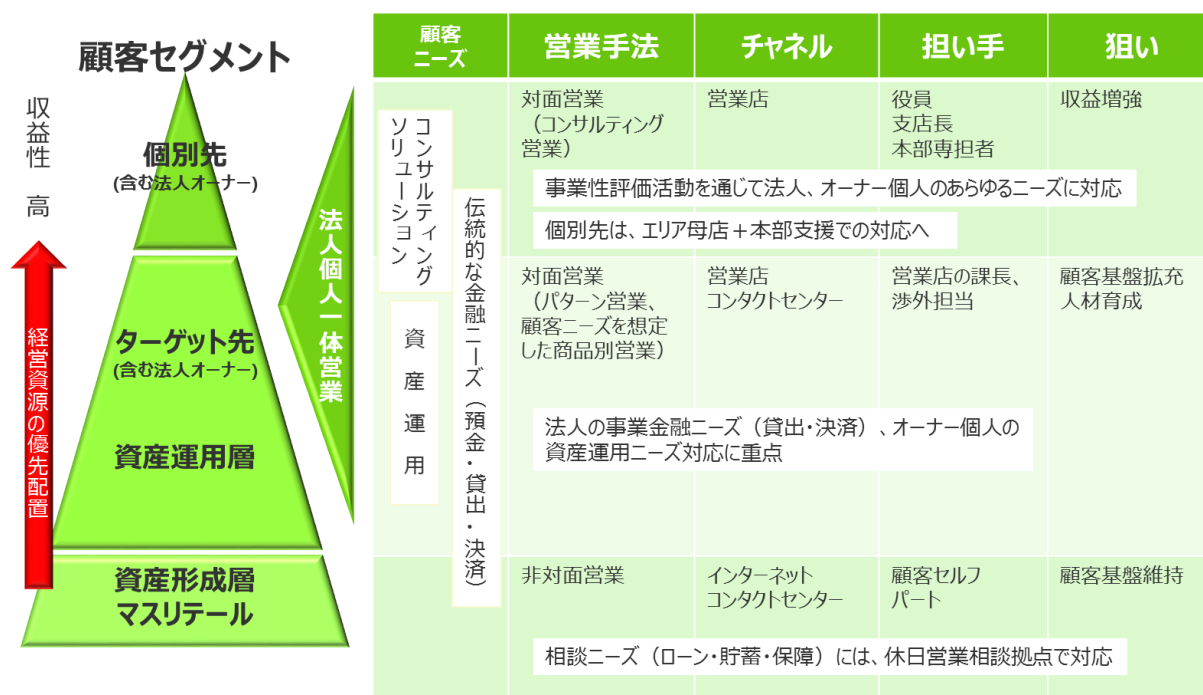 顧客セグメント
収益性 高
経営資源の優先配置
個別先
(含む法人オーナー)
ターゲット先
(含む法人オーナー)
資産運用層
資産形成層
マスリテール
法人個人一体営業
顧客
ニーズ
営業手法
チャネル
担い手
狙い
コンサルティング
ソリューション
資産運用
伝統的な金融ニーズ（預金・貸出・決済）
対面営業
（コンサルティング
営業）
営業店
役員
支店長
本部専担者
収益増強
事業性評価活動を通じて法人、オーナー個人のあらゆるニーズに対応
個別先は、エリア母店＋本部支援での対応へ
対面営業
（パターン営業、
顧客ニーズを想定
した商品別営業）
営業店
コンタクトセンター
営業店の課長、
渉外担当
顧客基盤拡充
人材育成
法人の事業金融ニーズ（貸出・決済）、オーナー個人の
資産運用ニーズ対応に重点
非対面営業
インターネット
コンタクトセンター
顧客セルフ
パート
顧客基盤維持
相談ニーズ（ローン・貯蓄・保障）には、休日営業相談拠点で対応